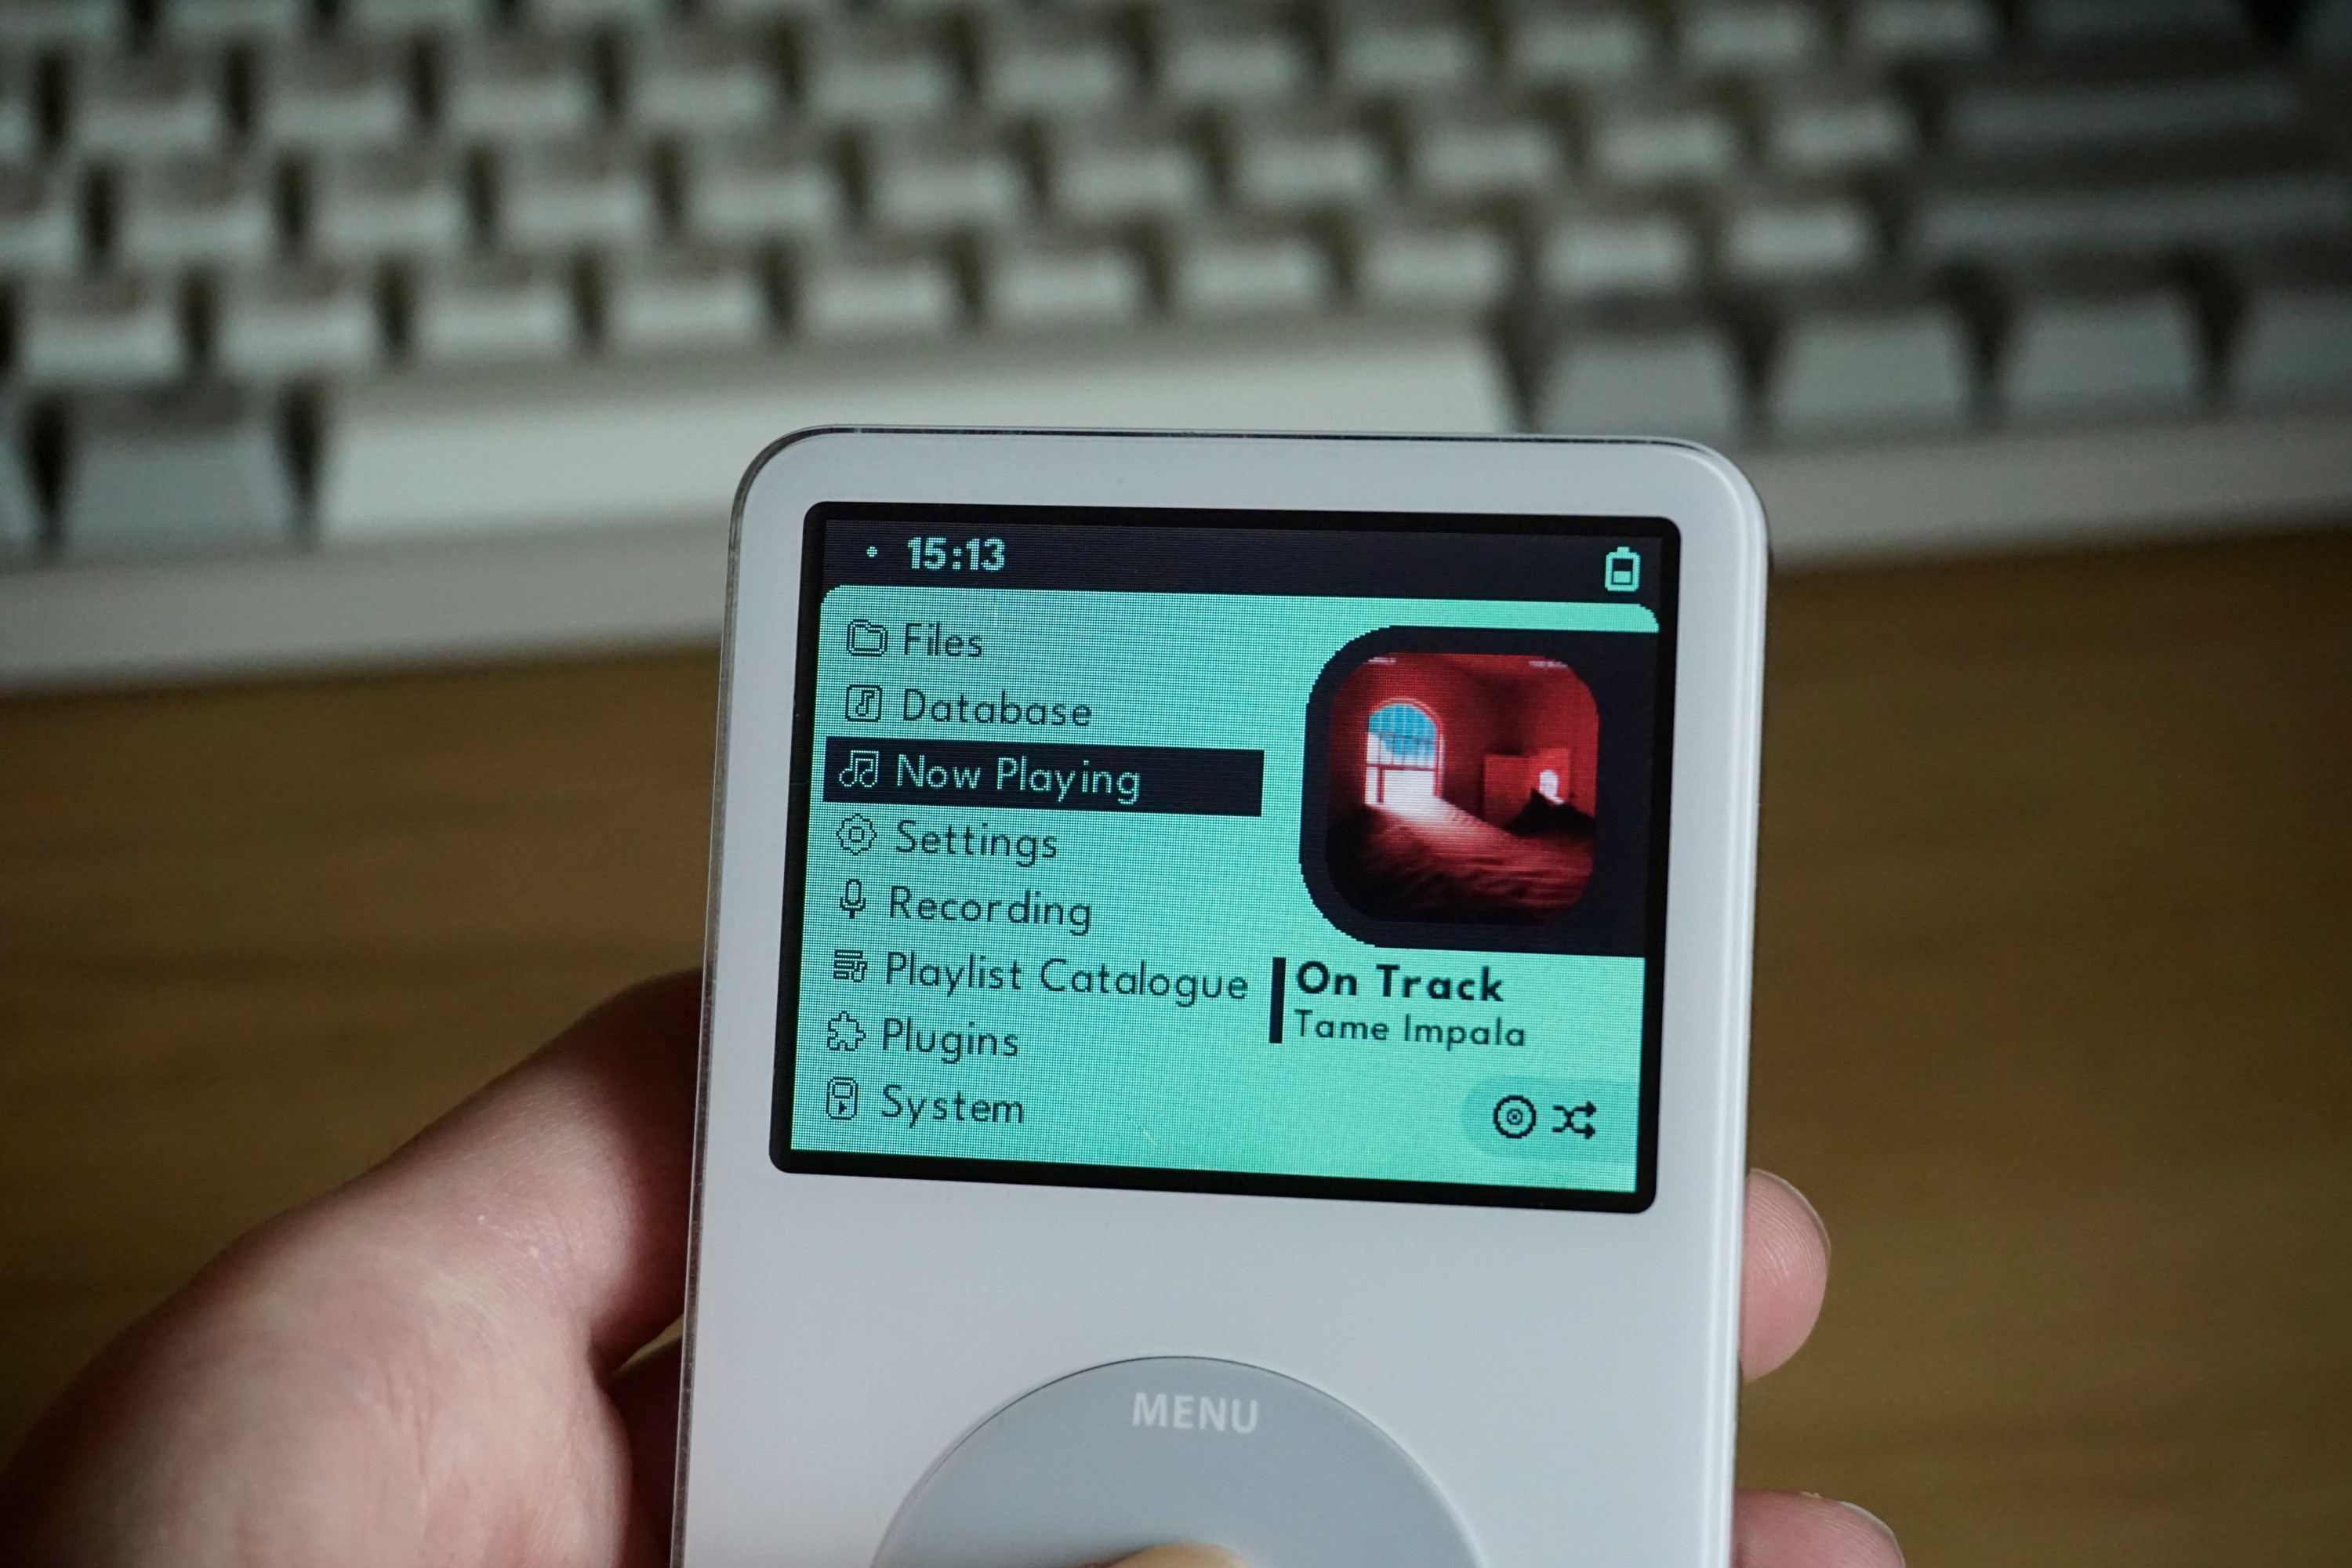 15:13
Files
Database
Now Playing
Settings
Recording
Playlist Catalogue
Plugins
System
On Track
Tame Impala
MENU